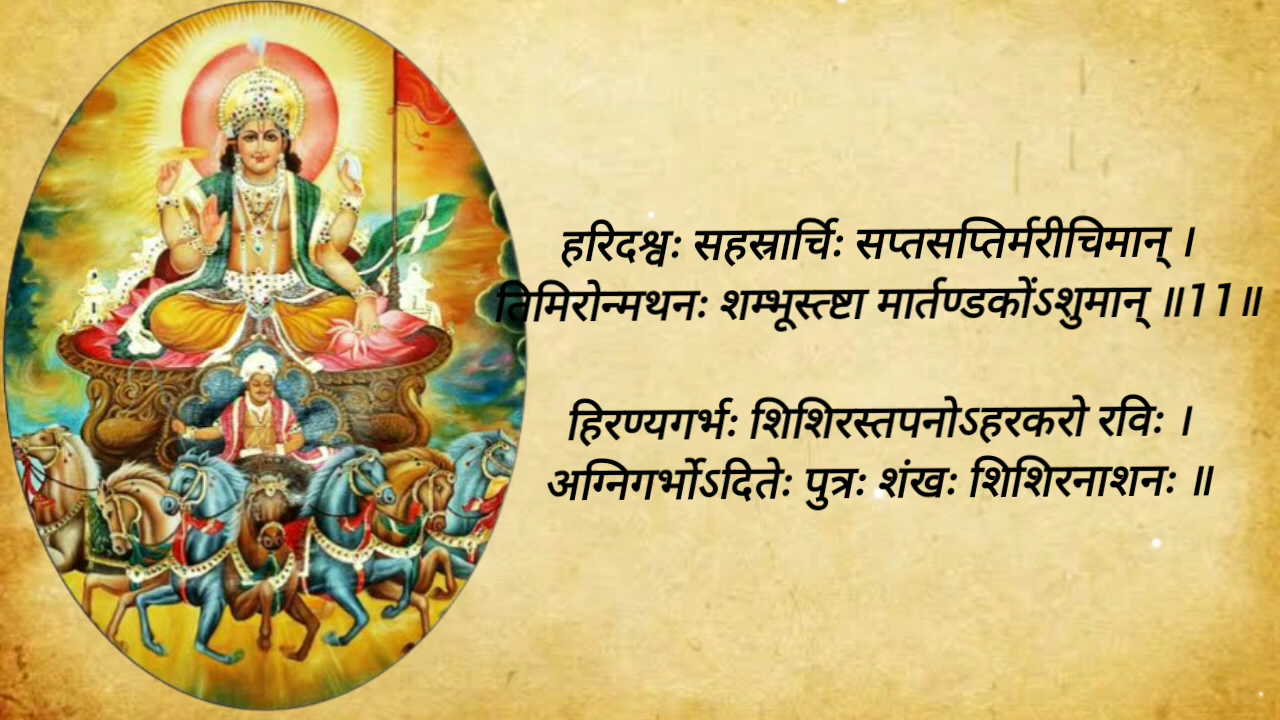 हरिदश्वः सहस्रार्चिः सप्तसप्तिर्मरीचिमान् ।
तिमिरोन्मथनः शम्भूस्त्ष्टा मार्तण्डकोंऽशुमान् ॥11॥
हिरण्यगर्भः शिशिरस्तपनोऽहरकरो रविः ।
अग्निगर्भोऽदितेः पुत्रः शंखः शिशिरनाशनः ॥